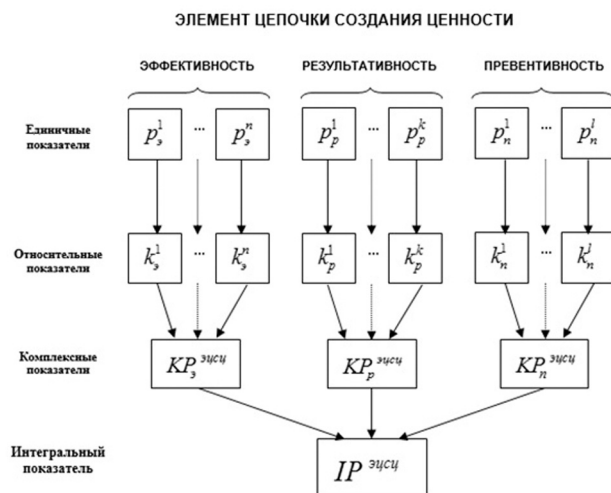 ЭЛЕМЕНТ ЦЕПОЧКИ СОЗДАНИЯ ЦЕННОСТИ
ЭФФЕКТИВНОСТЬ РЕЗУЛЬТАТИВНОСТЬ ПРЕВЕНТИВНОСТЬ
Единичные
показатели
p_э^1 ... p_э^n p_р^1 ... p_р^k p_п^1 ... p_п^l
Относительные
показатели
k_э^1 ... k_э^n k_р^1 ... k_р^k k_п^1 ... k_п^l
Комплексные
показатели
KP_э^эцсц KP_р^эцсц KP_п^эцсц
Интегральный
показатель
IP^эцсц